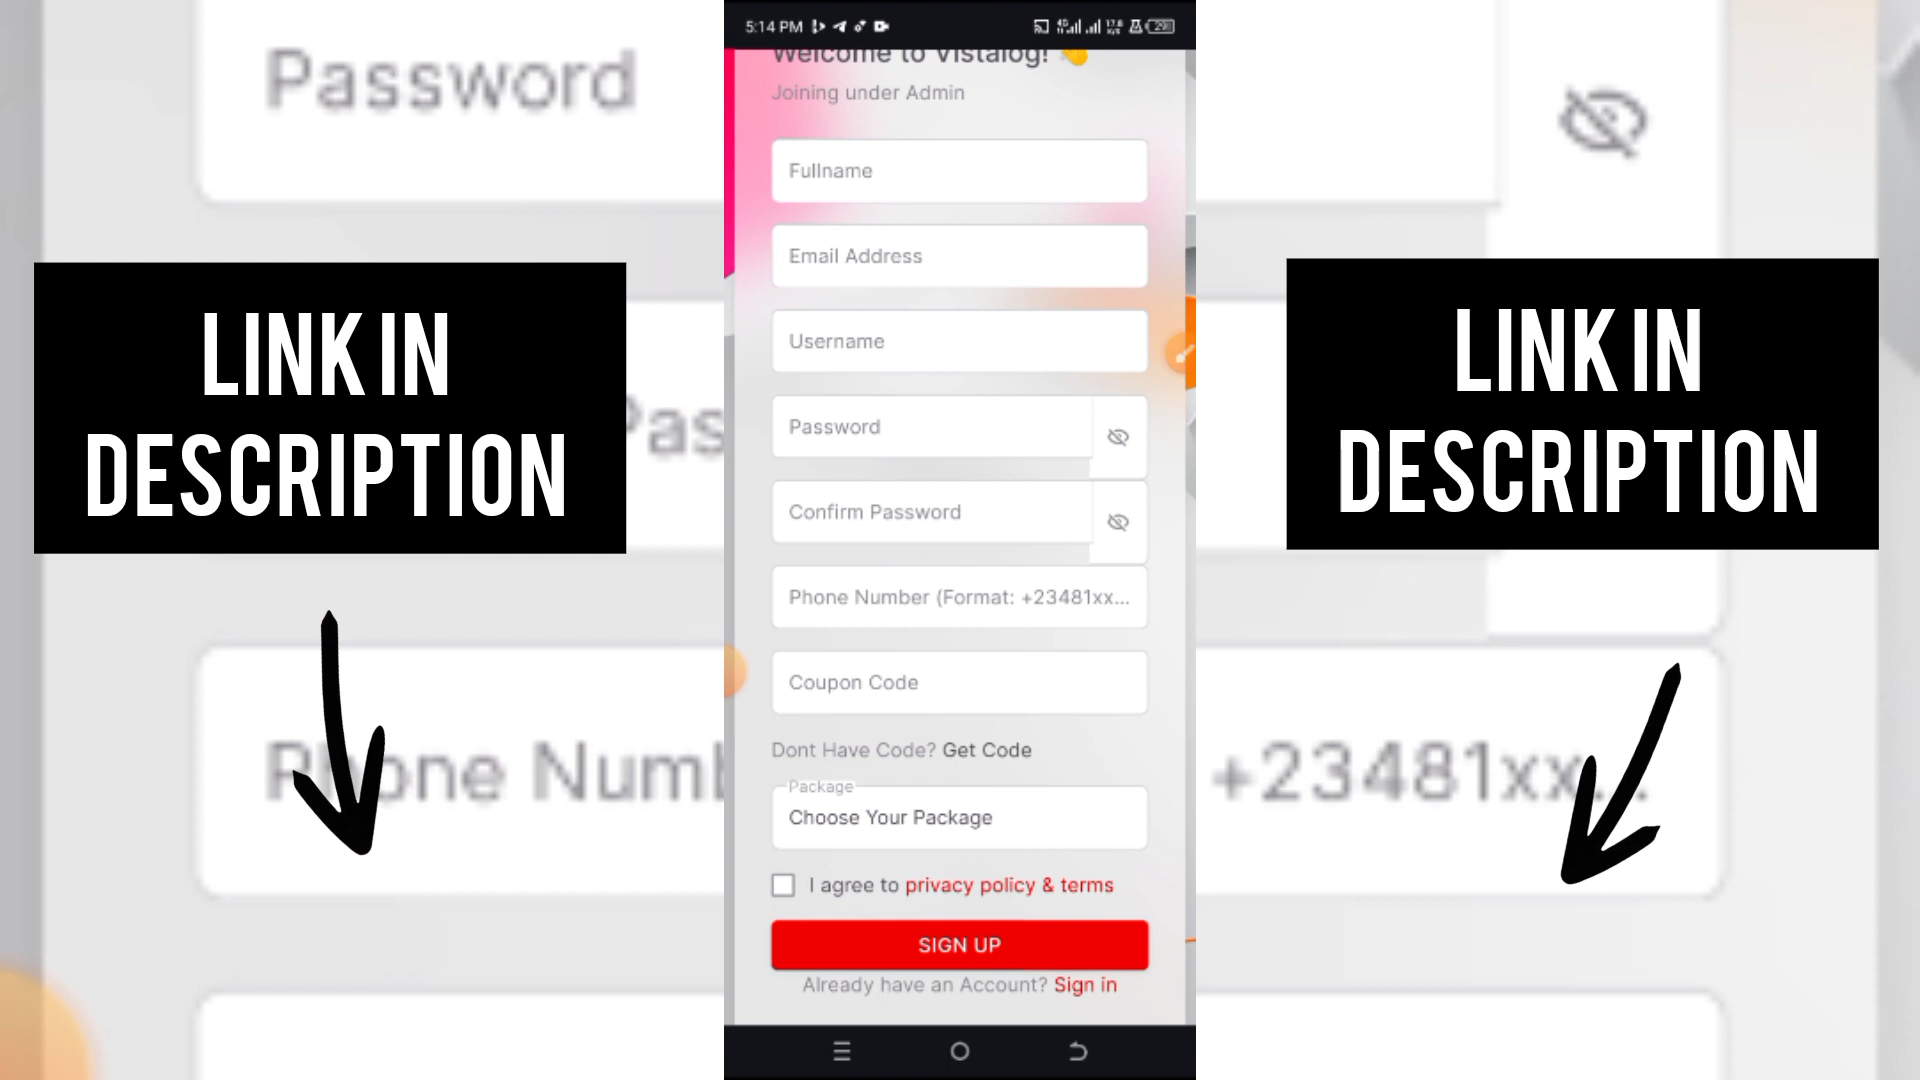 5:14 PM
Welcome to Vistalog!
Joining under Admin
Fullname
Email Address
Username
Password
Confirm Password
Phone Number (Format: +23481xx...
Coupon Code
Dont Have Code? Get Code
Package
Choose Your Package
I agree to privacy policy & terms
SIGN UP
Already have an Account? Sign in
LINK IN
DESCRIPTION
LINK IN
DESCRIPTION
Password
Pas
Phone Numb
+23481xx...